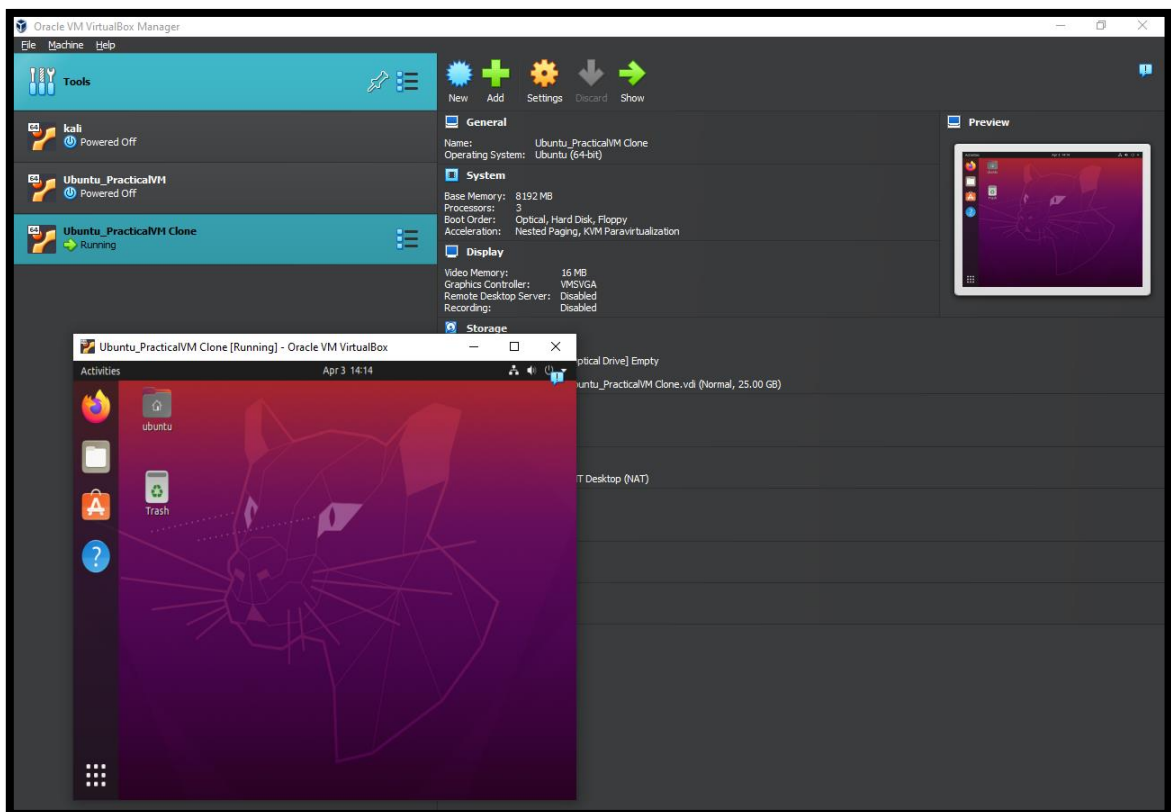 Oracle VM VirtualBox Manager
File Machine Help
Tools
New Add Settings Discard Show
64
kali
Powered Off
64
Ubuntu_PracticalVM
Powered Off
64
Ubuntu_PracticalVM Clone
Running
General
Name: Ubuntu_PracticalVM Clone
Operating System: Ubuntu (64-bit)
System
Base Memory: 8192 MB
Processors: 3
Boot Order: Optical, Hard Disk, Floppy
Acceleration: Nested Paging, KVM Paravirtualization
Display
Video Memory: 16 MB
Graphics Controller: VMSVGA
Remote Desktop Server: Disabled
Recording: Disabled
Storage
ptical Drive] Empty
untu_PracticalVM Clone.vdi (Normal, 25.00 GB)
T Desktop (NAT)
Preview
Ubuntu_PracticalVM Clone [Running] - Oracle VM VirtualBox
Activities Apr 3 14:14
ubuntu
Trash